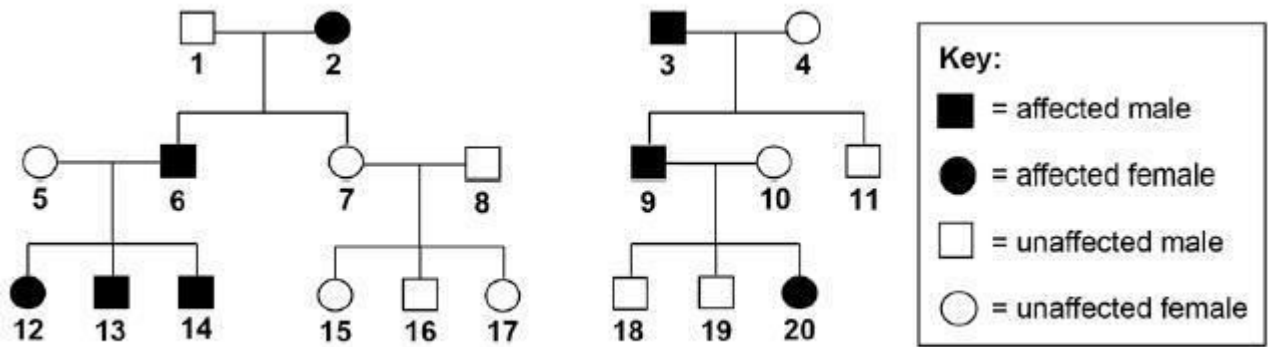 1 2 3 4
5 6 7 8 9 10 11
12 13 14 15 16 17 18 19 20
Key:
= affected male
= affected female
= unaffected male
= unaffected female